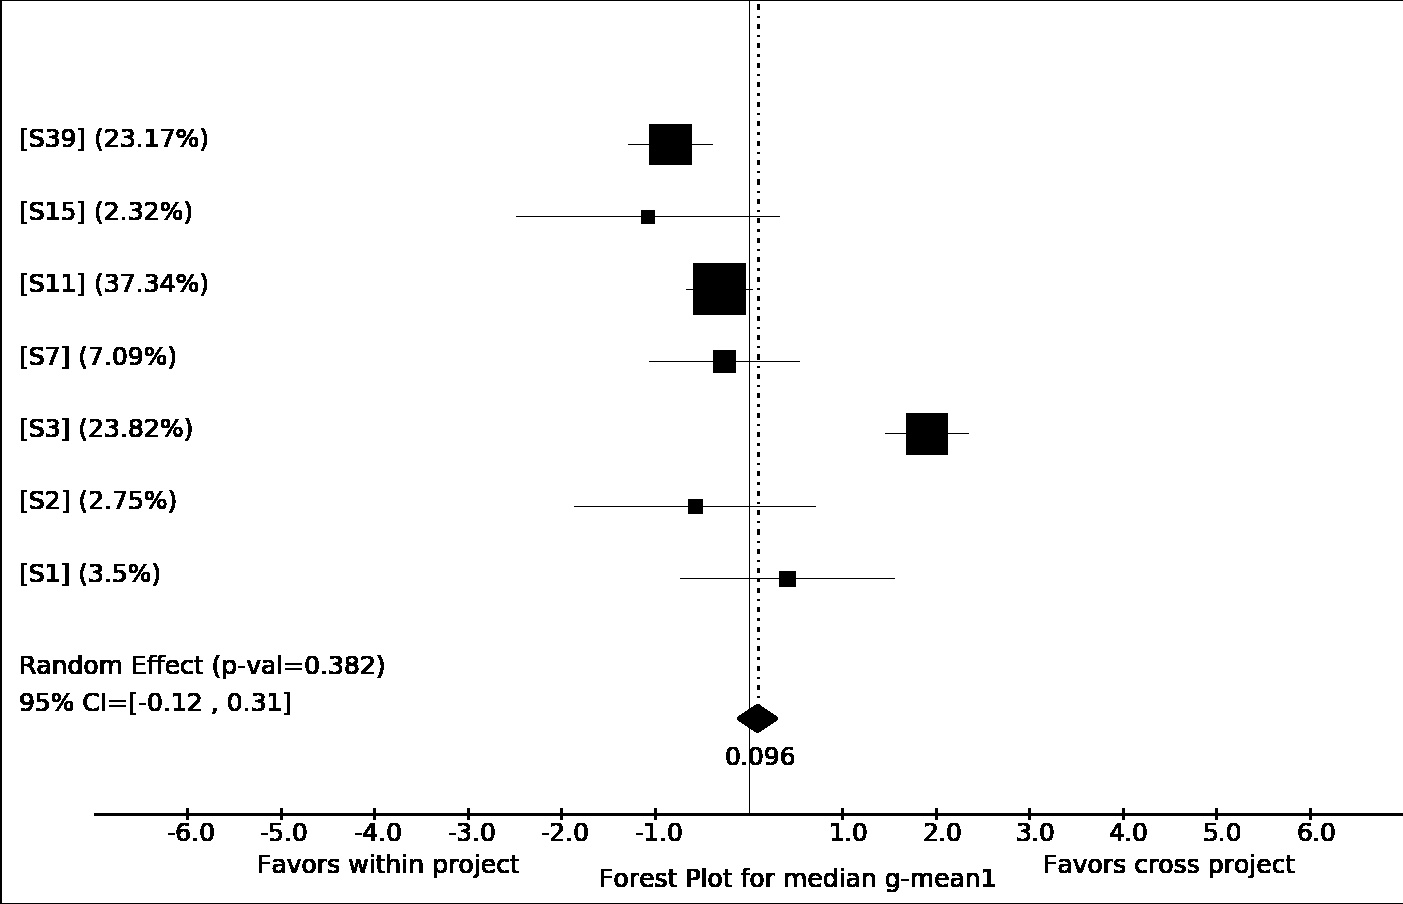 [S39] (23.17%)
[S15] (2.32%)
[S11] (37.34%)
[S7] (7.09%)
[S3] (23.82%)
[S2] (2.75%)
[S1] (3.5%)
Random Effect (p-val=0.382)
95% CI=[-0.12 , 0.31]
0.096
-6.0 -5.0 -4.0 -3.0 -2.0 -1.0 1.0 2.0 3.0 4.0 5.0 6.0
Favors within project Favors cross project
Forest Plot for median g-mean1